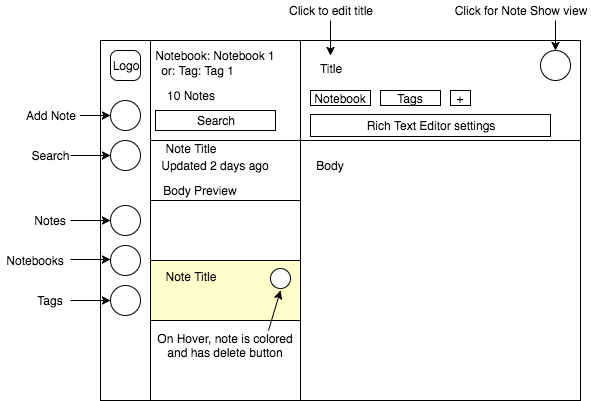 Click to edit title
Click for Note Show view
Logo
Notebook: Notebook 1
or: Tag: Tag 1
10 Notes
Search
Title
Notebook
Tags
+
Rich Text Editor settings
Add Note
Search
Notes
Notebooks
Tags
Note Title
Updated 2 days ago
Body Preview
Note Title
On Hover, note is colored
and has delete button
Body